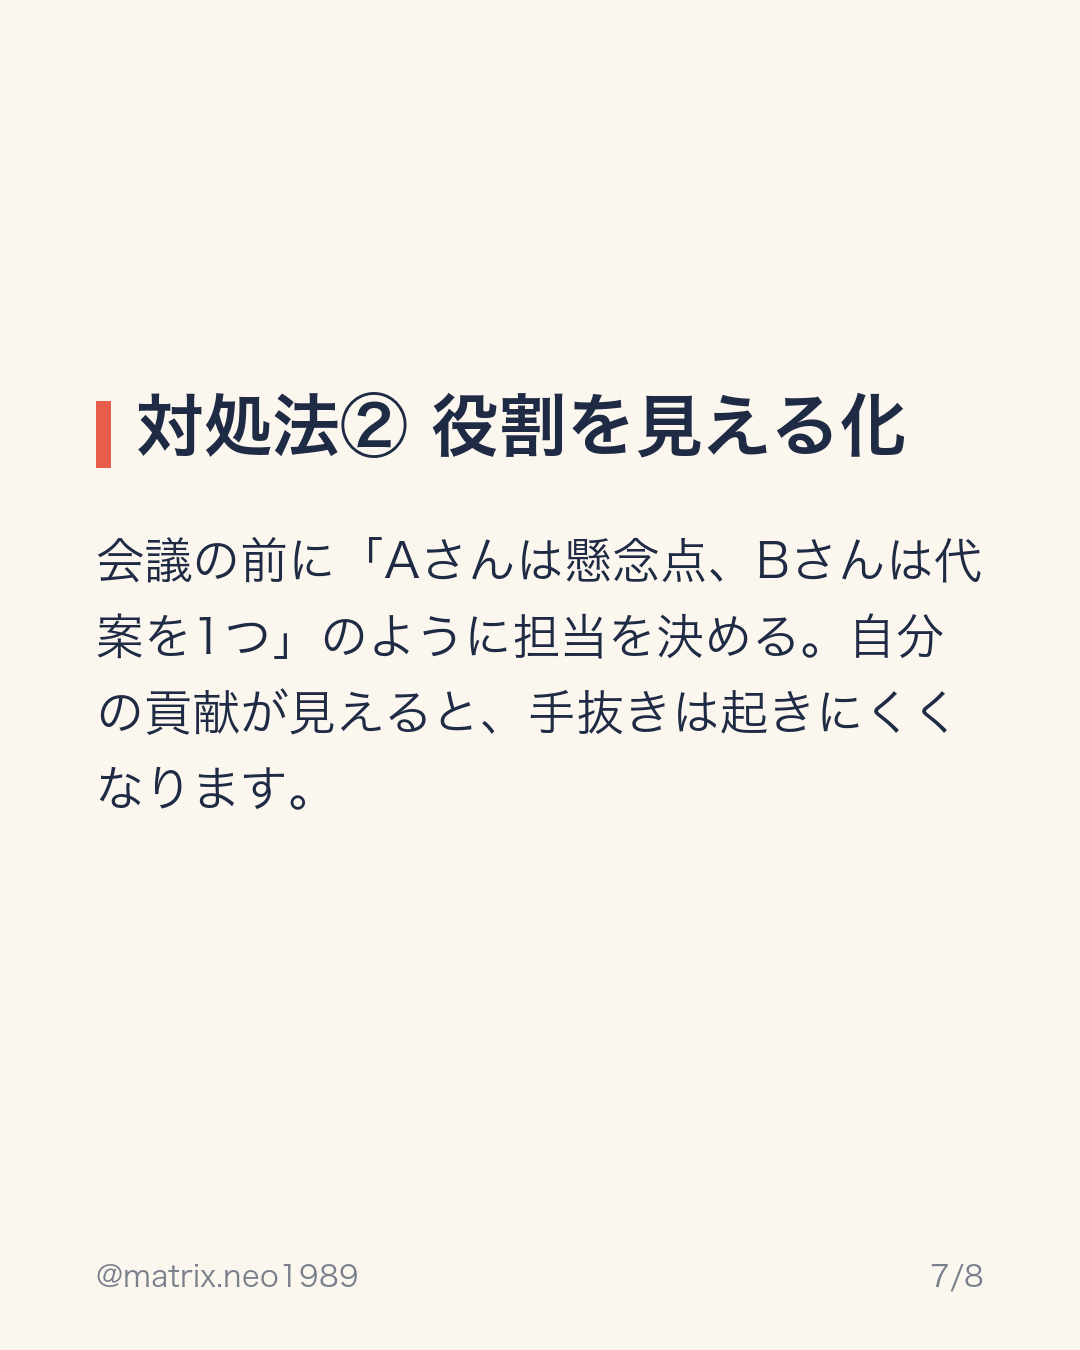 対処法② 役割を見える化
会議の前に「Aさんは懸念点、Bさんは代
案を1つ」のように担当を決める。自分
の貢献が見えると、手抜きは起きにくく
なります。
@matrix.neo1989
7/8